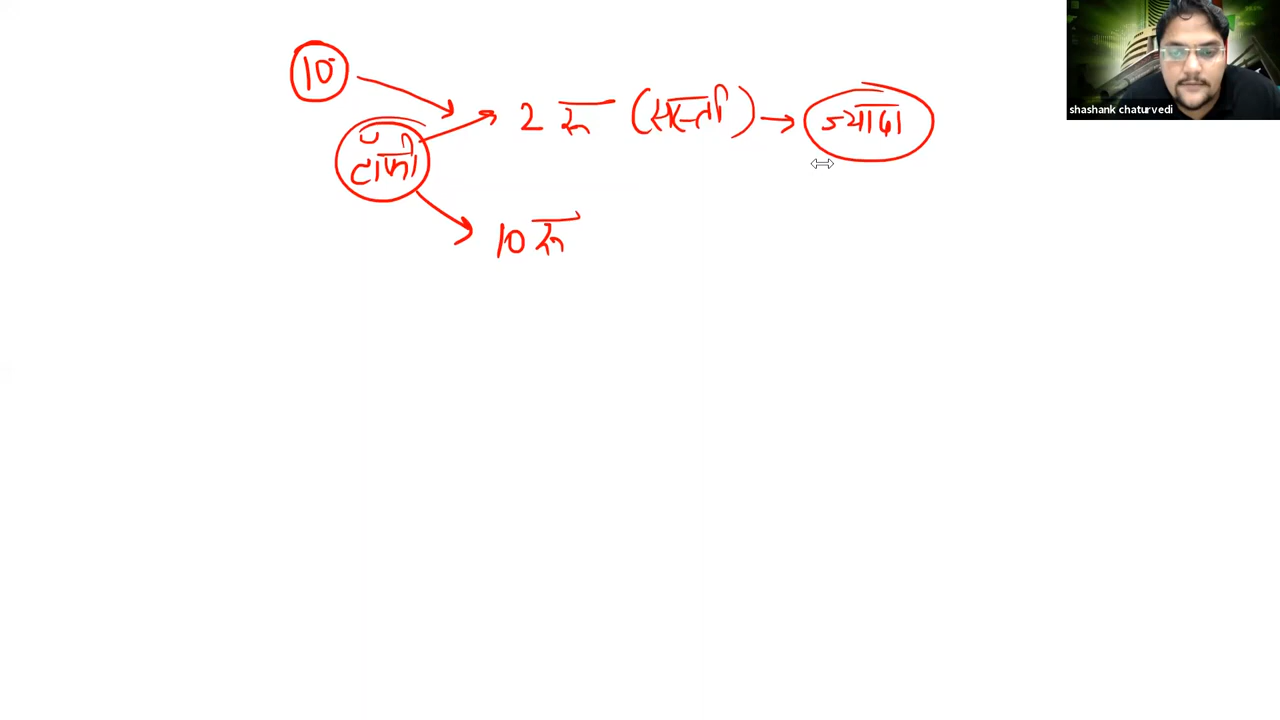 10
टॉफी
2 रू (सस्ती) → ज्यादा
10 रू
shashank chaturvedi